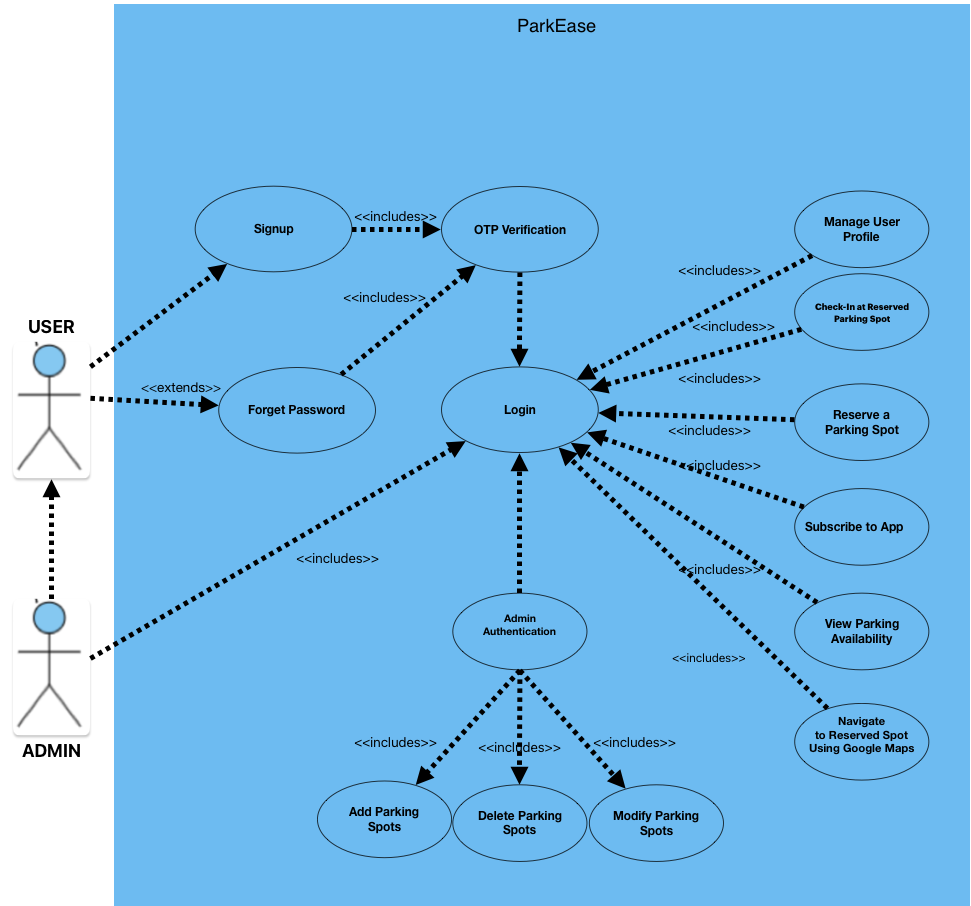 ParkEase
Signup
<<includes>>
OTP Verification
Manage User
Profile
<<includes>>
<<includes>>
Check-In at Reserved
Parking Spot
USER
<<includes>>
<<extends>>
Forget Password
Login
<<includes>>
Reserve a
Parking Spot
<<includes>>
<<includes>>
Subscribe to App
<<includes>>
<<includes>>
Admin
Authentication
View Parking
Availability
<<includes>>
ADMIN
Navigate
to Reserved Spot
Using Google Maps
<<includes>>
<<includes>>
<<includes>>
Add Parking
Spots
Delete Parking
Spots
Modify Parking
Spots